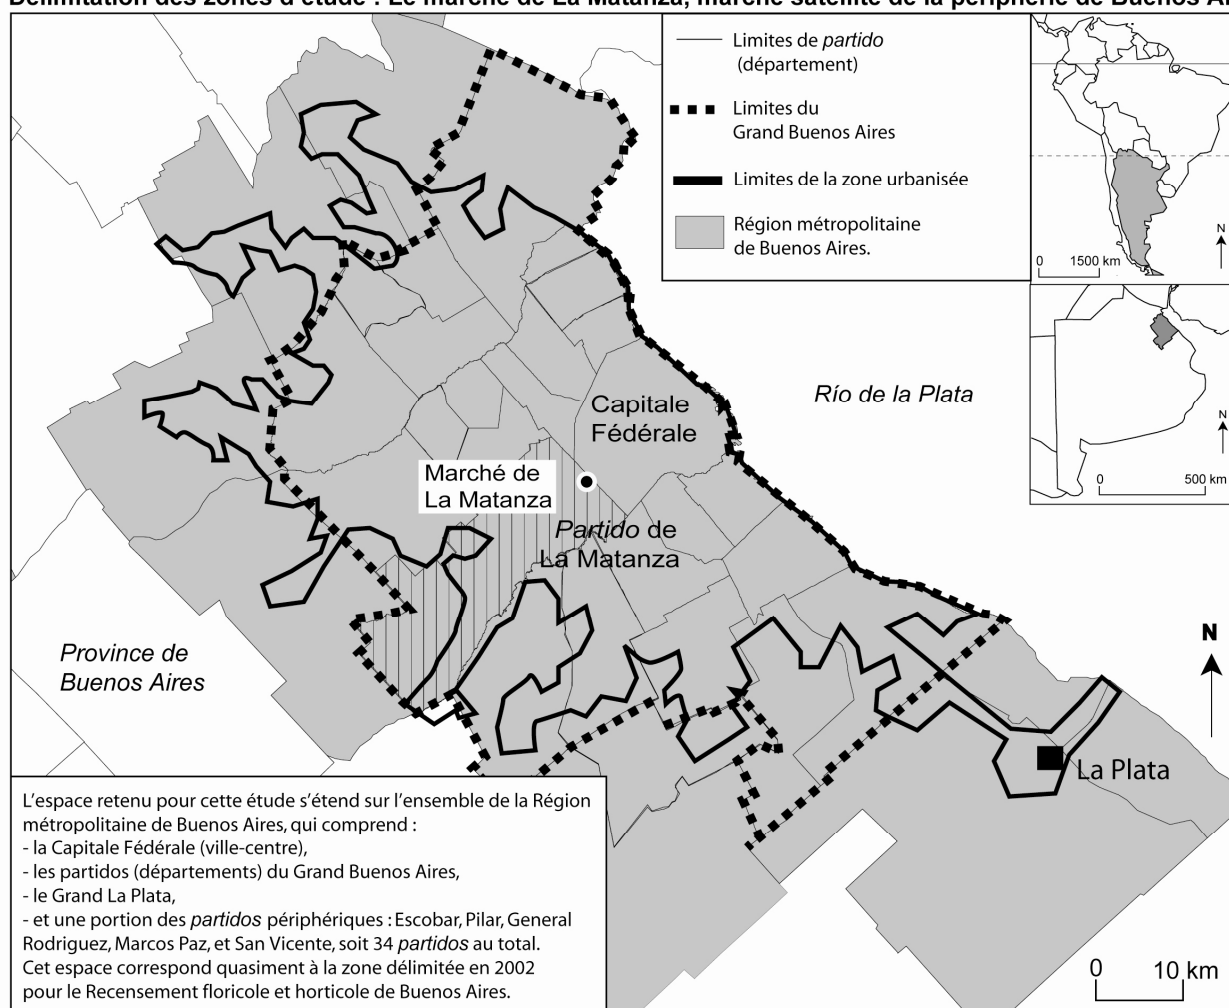 Délimitation des zones d'étude : Le marché de La Matanza, marché satellite de la périphérie de Buenos
Limites de partido
(département)
Limites du
Grand Buenos Aires
Limites de la zone urbanisée
Région métropolitaine
de Buenos Aires.
N
0 1500 km
N
0 500 km
Río de la Plata
Capitale
Fédérale
Marché de
La Matanza
Partido de
La Matanza
Province de
Buenos Aires
N
La Plata
L'espace retenu pour cette étude s'étend sur l'ensemble de la Région
métropolitaine de Buenos Aires, qui comprend :
- la Capitale Fédérale (ville-centre),
- les partidos (départements) du Grand Buenos Aires,
- le Grand La Plata,
- et une portion des partidos périphériques : Escobar, Pilar, General
Rodriguez, Marcos Paz, et San Vicente, soit 34 partidos au total.
Cet espace correspond quasiment à la zone délimitée en 2002
pour le Recensement floricole et horticole de Buenos Aires.
0 10 km